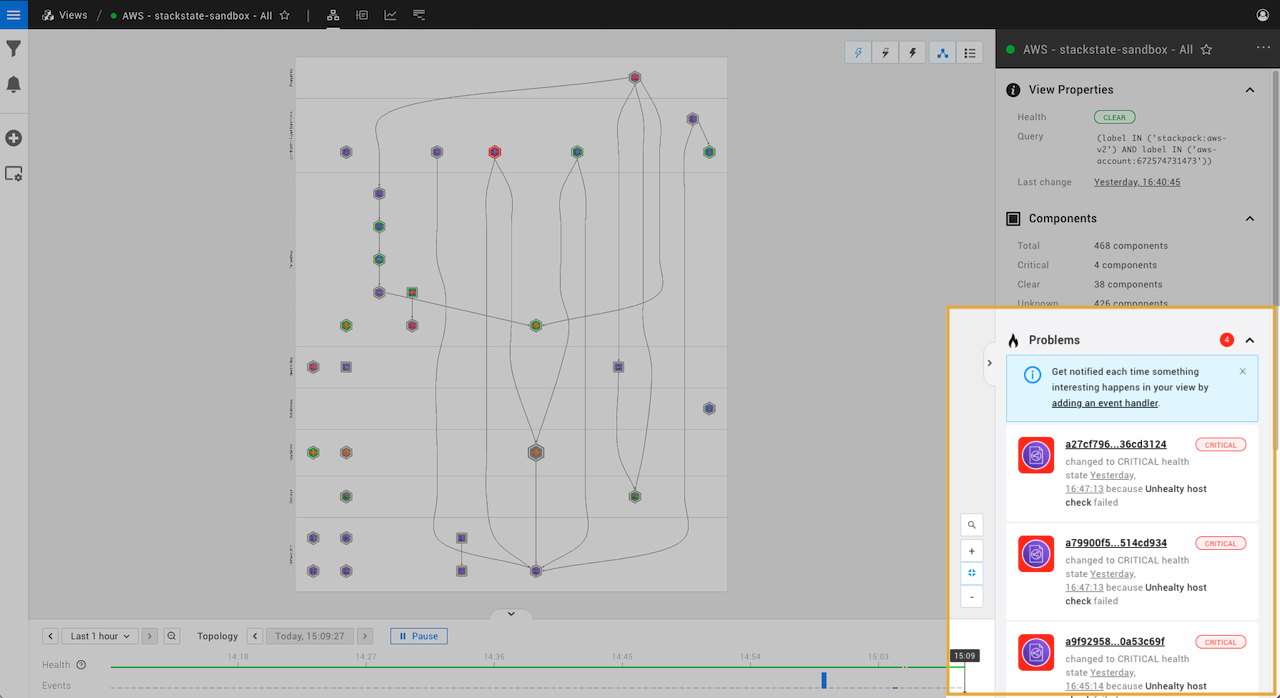 Views / AWS - stackstate-sandbox - All
AWS - stackstate-sandbox - All
View Properties
Health CLEAR
Query (label IN ('stackpack:aws-
v2') AND label IN ('aws-
account:672574731473'))
Last change Yesterday, 16:40:45
Components
Total 468 components
Critical 4 components
Clear 38 components
Unknown 426 components
Problems 4
Get notified each time something
interesting happens in your view by
adding an event handler.
a27cf796...36cd3124 CRITICAL
changed to CRITICAL health
state Yesterday,
16:47:13 because Unhealty host
check failed
a79900f5...514cd934 CRITICAL
changed to CRITICAL health
state Yesterday,
16:47:13 because Unhealty host
check failed
a9f92958...0a53c69f CRITICAL
changed to CRITICAL health
state Yesterday,
16:45:14 because Unhealty host
Last 1 hour Topology Today, 15:09:27 Pause
14:18 14:27 14:36 14:45 14:54 15:03 15:09
Health
Events